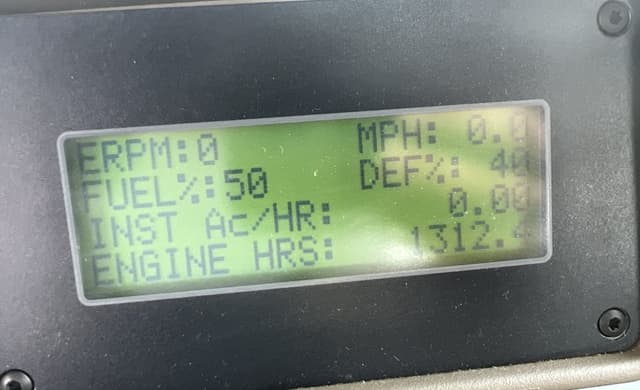 ERPM:0 MPH: 0.0
FUEL%:50 DEF%: 40
INST Ac/HR: 0.00
ENGINE HRS: 1312.4